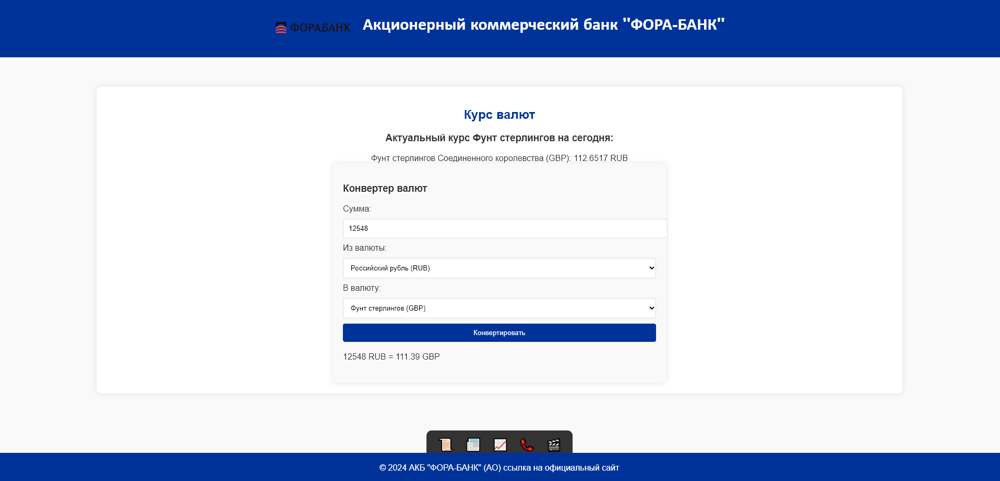 ФОРАБАНК
Акционерный коммерческий банк "ФОРА-БАНК"
Курс валют
Актуальный курс Фунт стерлингов на сегодня:
Фунт стерлингов Соединенного королевства (GBP): 112.6517 RUB
Конвертер валют
Сумма:
12548
Из валюты:
Российский рубль (RUB)
В валюту:
Фунт стерлингов (GBP)
Конвертировать
12548 RUB = 111.39 GBP
© 2024 АКБ "ФОРА-БАНК" (АО) ссылка на официальный сайт